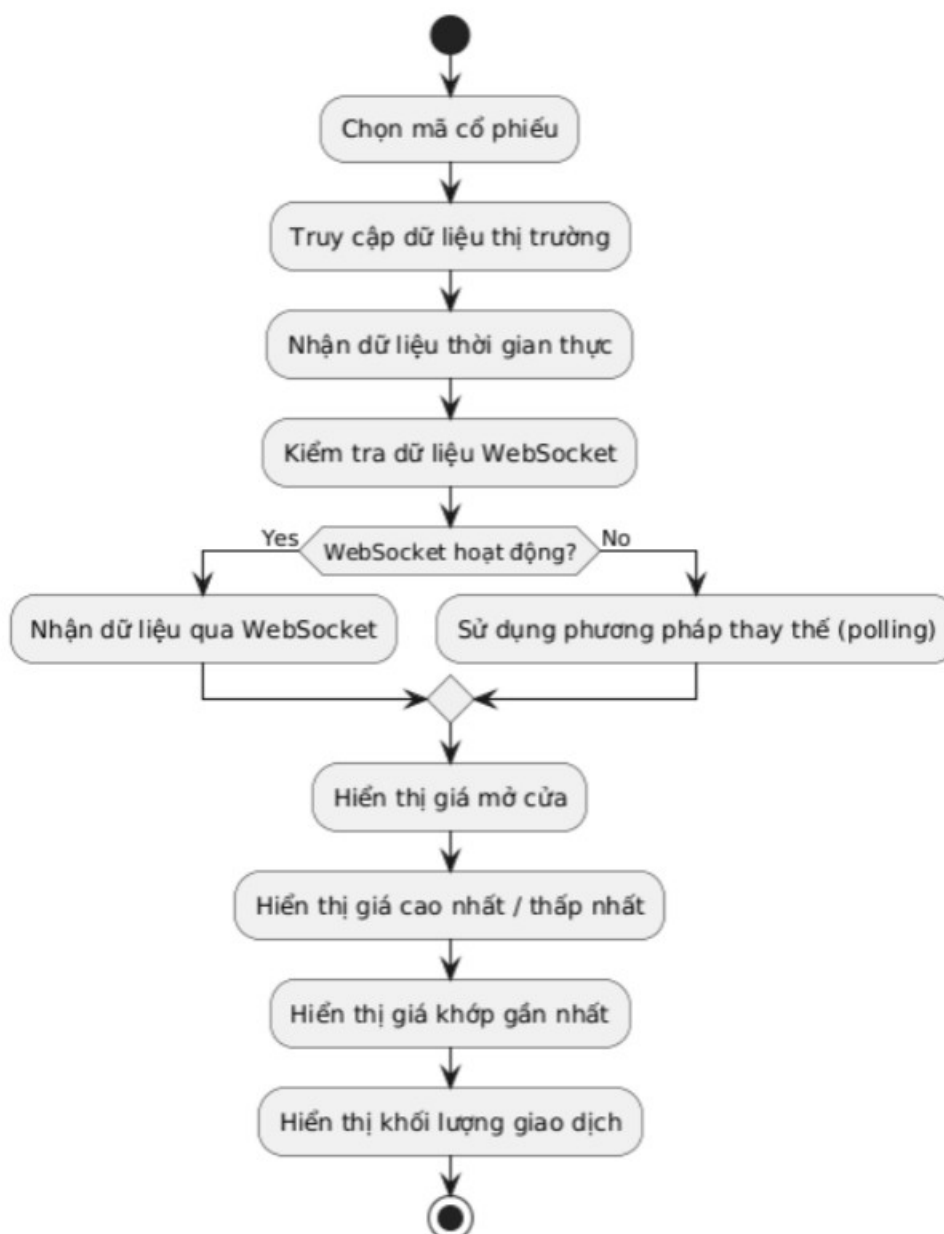 Chọn mã cổ phiếu
Truy cập dữ liệu thị trường
Nhận dữ liệu thời gian thực
Kiểm tra dữ liệu WebSocket
Yes
WebSocket hoạt động?
No
Nhận dữ liệu qua WebSocket
Sử dụng phương pháp thay thế (polling)
Hiển thị giá mở cửa
Hiển thị giá cao nhất / thấp nhất
Hiển thị giá khớp gần nhất
Hiển thị khối lượng giao dịch